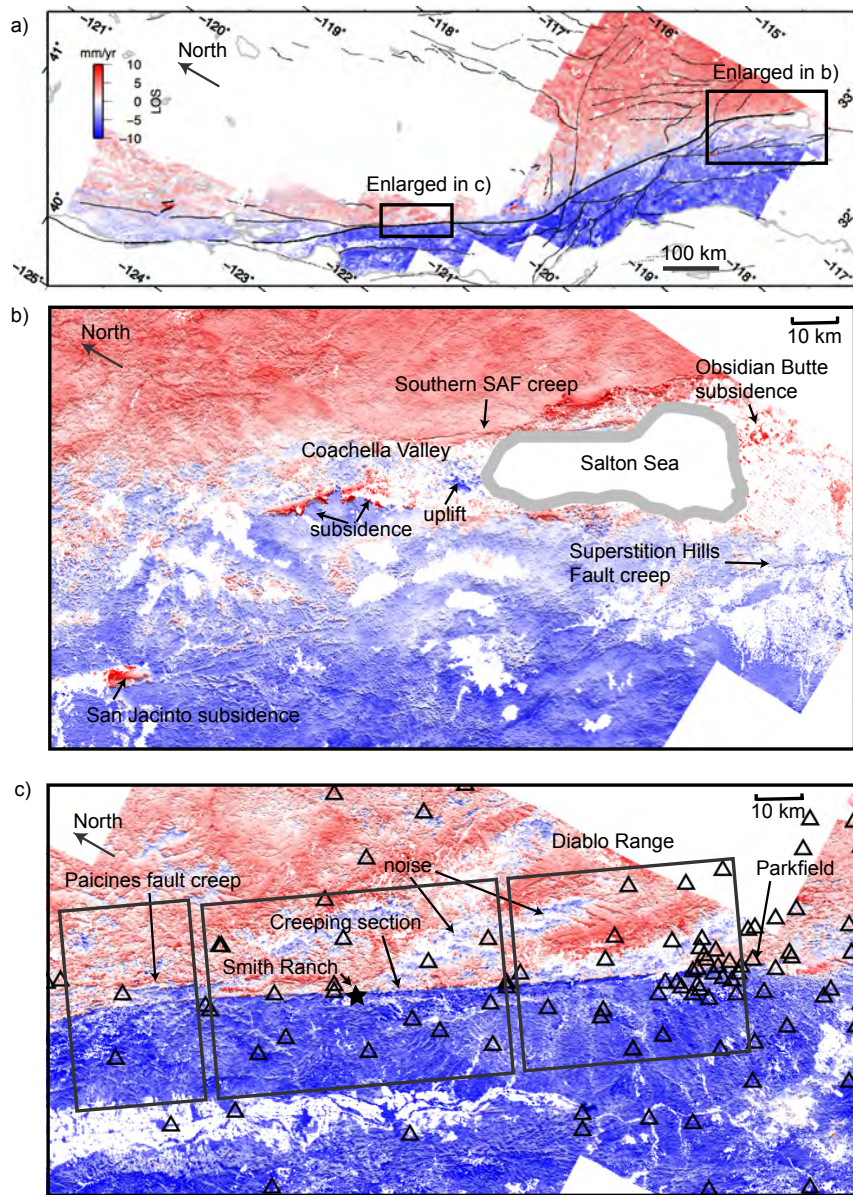 a)
-121°
-120°
-119°
-118°
-117°
-116°
-115°
41°
North
mm/yr
10
5
0
-5
-10
LOS
Enlarged in b)
33°
Enlarged in c)
40°
32°
100 km
-125°
-124°
-123°
-122°
-121°
-120°
-119°
-118°
-117°
b)
North
10 km
Southern SAF creep
Obsidian Butte
subsidence
Coachella Valley
Salton Sea
subsidence
uplift
Superstition Hills
Fault creep
San Jacinto subsidence
c)
10 km
North
Diablo Range
noise
Paicines fault creep
Parkfield
Creeping section
Smith Ranch